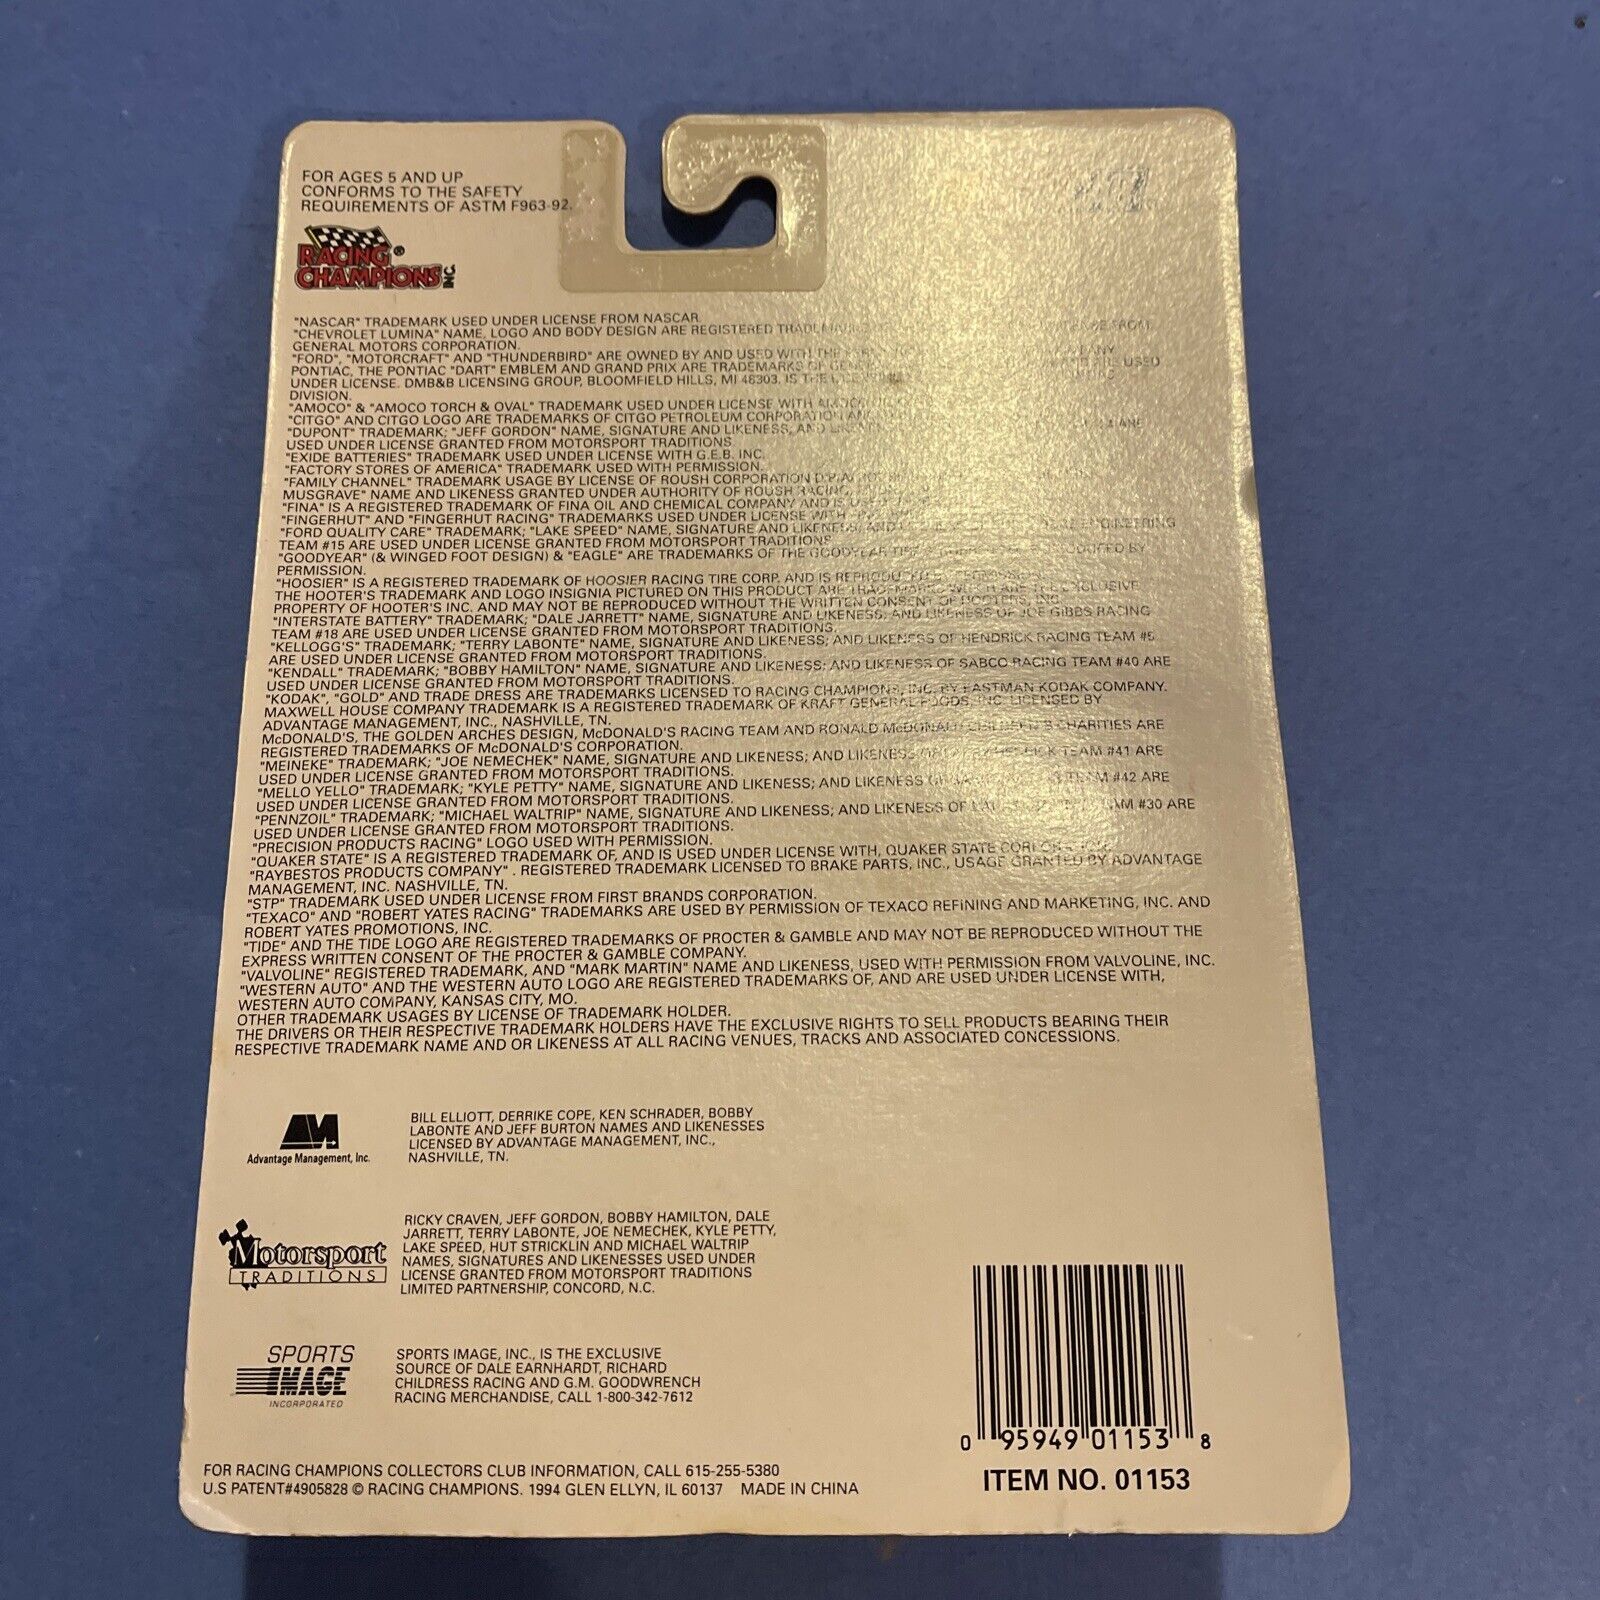 FOR AGES 5 AND UP
CONFORMS TO THE SAFETY
REQUIREMENTS OF ASTM F963-92.
RACING
CHAMPIONS INC.
"NASCAR" TRADEMARK USED UNDER LICENSE FROM NASCAR.
"CHEVROLET LUMINA" NAME, LOGO AND BODY DESIGN ARE REGISTERED FROM
GENERAL MOTORS CORPORATION.
"FORD", "MOTORCRAFT" AND "THUNDERBIRD" ARE OWNED BY AND USED WITH THE
PONTIAC, THE PONTIAC "DART" EMBLEM AND GRAND PRIX ARE TRADEMARKS OF USED
UNDER LICENSE. DMB&B LICENSING GROUP, BLOOMFIELD HILLS, MI 48303, IS THE
DIVISION.
"AMOCO" & "AMOCO TORCH & OVAL" TRADEMARK USED UNDER LICENSE WITH
"CITGO" AND CITGO LOGO ARE TRADEMARKS OF CITGO PETROLEUM CORPORATION
"DUPONT" TRADEMARK; "JEFF GORDON" NAME, SIGNATURE AND LIKENESS; AND ARE
USED UNDER LICENSE GRANTED FROM MOTORSPORT TRADITIONS.
"EXIDE BATTERIES" TRADEMARK USED UNDER LICENSE WITH G.E.B. INC.
"FACTORY STORES OF AMERICA" TRADEMARK USED WITH PERMISSION.
"FAMILY CHANNEL" TRADEMARK USAGE BY LICENSE OF ROUSH CORPORATION
MUSGRAVE" NAME AND LIKENESS GRANTED UNDER AUTHORITY OF ROUSH RACING,
"FINA" IS A REGISTERED TRADEMARK OF FINA OIL AND CHEMICAL COMPANY AND IS
"FINGERHUT" AND "FINGERHUT RACING" TRADEMARKS USED UNDER LICENSE WITH
"FORD QUALITY CARE" TRADEMARK; "LAKE SPEED" NAME, SIGNATURE AND LIKENESS; AND
TEAM #15 ARE USED UNDER LICENSE GRANTED FROM MOTORSPORT TRADITIONS.
"GOODYEAR" (& WINGED FOOT DESIGN) & "EAGLE" ARE TRADEMARKS OF THE GOODYEAR TIRE & BY
PERMISSION.
"HOOSIER" IS A REGISTERED TRADEMARK OF HOOSIER RACING TIRE CORP. AND IS REPRODUCED BY PERMISSION.
THE HOOTER'S TRADEMARK AND LOGO INSIGNIA PICTURED ON THIS PRODUCT ARE TRADEMARKS WHICH ARE THE EXCLUSIVE
PROPERTY OF HOOTER'S INC. AND MAY NOT BE REPRODUCED WITHOUT THE WRITTEN CONSENT OF HOOTERS, INC.
"INTERSTATE BATTERY" TRADEMARK; "DALE JARRETT" NAME, SIGNATURE AND LIKENESS; AND LIKENESS OF JOE GIBBS RACING
TEAM #18 ARE USED UNDER LICENSE GRANTED FROM MOTORSPORT TRADITIONS.
"KELLOGG'S" TRADEMARK; "TERRY LABONTE" NAME, SIGNATURE AND LIKENESS; AND LIKENESS OF HENDRICK RACING TEAM #5
ARE USED UNDER LICENSE GRANTED FROM MOTORSPORT TRADITIONS.
"KENDALL" TRADEMARK; "BOBBY HAMILTON" NAME, SIGNATURE AND LIKENESS; AND LIKENESS OF SABCO RACING TEAM #40 ARE
USED UNDER LICENSE GRANTED FROM MOTORSPORT TRADITIONS.
"KODAK", "GOLD" AND TRADE DRESS ARE TRADEMARKS LICENSED TO RACING CHAMPIONS, INC. BY EASTMAN KODAK COMPANY.
MAXWELL HOUSE COMPANY TRADEMARK IS A REGISTERED TRADEMARK OF KRAFT GENERAL FOODS, INC. LICENSED BY
ADVANTAGE MANAGEMENT, INC., NASHVILLE, TN.
McDONALD'S, THE GOLDEN ARCHES DESIGN, McDONALD'S RACING TEAM AND RONALD McDONALD CHILDREN'S CHARITIES ARE
REGISTERED TRADEMARKS OF McDONALD'S CORPORATION.
"MEINEKE" TRADEMARK; "JOE NEMECHEK" NAME, SIGNATURE AND LIKENESS; AND LIKENESS OF TEAM #41 ARE
USED UNDER LICENSE GRANTED FROM MOTORSPORT TRADITIONS.
"MELLO YELLO" TRADEMARK; "KYLE PETTY" NAME, SIGNATURE AND LIKENESS; AND LIKENESS OF TEAM #42 ARE
USED UNDER LICENSE GRANTED FROM MOTORSPORT TRADITIONS.
"PENNZOIL" TRADEMARK; "MICHAEL WALTRIP" NAME, SIGNATURE AND LIKENESS; AND LIKENESS OF TEAM #30 ARE
USED UNDER LICENSE GRANTED FROM MOTORSPORT TRADITIONS.
"PRECISION PRODUCTS RACING" LOGO USED WITH PERMISSION.
"QUAKER STATE" IS A REGISTERED TRADEMARK OF, AND IS USED UNDER LICENSE WITH, QUAKER STATE CORPORATION.
"RAYBESTOS PRODUCTS COMPANY". REGISTERED TRADEMARK LICENSED TO BRAKE PARTS, INC., USAGE GRANTED BY ADVANTAGE
MANAGEMENT, INC. NASHVILLE, TN.
"STP" TRADEMARK USED UNDER LICENSE FROM FIRST BRANDS CORPORATION.
"TEXACO" AND "ROBERT YATES RACING" TRADEMARKS ARE USED BY PERMISSION OF TEXACO REFINING AND MARKETING, INC. AND
ROBERT YATES PROMOTIONS, INC.
"TIDE" AND THE TIDE LOGO ARE REGISTERED TRADEMARKS OF PROCTER & GAMBLE AND MAY NOT BE REPRODUCED WITHOUT THE
EXPRESS WRITTEN CONSENT OF THE PROCTER & GAMBLE COMPANY.
"VALVOLINE" REGISTERED TRADEMARK, AND "MARK MARTIN" NAME AND LIKENESS, USED WITH PERMISSION FROM VALVOLINE, INC.
"WESTERN AUTO" AND THE WESTERN AUTO LOGO ARE REGISTERED TRADEMARKS OF, AND ARE USED UNDER LICENSE WITH,
WESTERN AUTO COMPANY, KANSAS CITY, MO.
OTHER TRADEMARK USAGES BY LICENSE OF TRADEMARK HOLDER.
THE DRIVERS OR THEIR RESPECTIVE TRADEMARK HOLDERS HAVE THE EXCLUSIVE RIGHTS TO SELL PRODUCTS BEARING THEIR
RESPECTIVE TRADEMARK NAME AND OR LIKENESS AT ALL RACING VENUES, TRACKS AND ASSOCIATED CONCESSIONS.
AM
Advantage Management, Inc.
BILL ELLIOTT, DERRIKE COPE, KEN SCHRADER, BOBBY
LABONTE AND JEFF BURTON NAMES AND LIKENESSES
LICENSED BY ADVANTAGE MANAGEMENT, INC.,
NASHVILLE, TN.
Motorsport
TRADITIONS
RICKY CRAVEN, JEFF GORDON, BOBBY HAMILTON, DALE
JARRETT, TERRY LABONTE, JOE NEMECHEK, KYLE PETTY,
LAKE SPEED, HUT STRICKLIN AND MICHAEL WALTRIP
NAMES, SIGNATURES AND LIKENESSES USED UNDER
LICENSE GRANTED FROM MOTORSPORT TRADITIONS
LIMITED PARTNERSHIP, CONCORD, N.C.
SPORTS
IMAGE
INCORPORATED
SPORTS IMAGE, INC., IS THE EXCLUSIVE
SOURCE OF DALE EARNHARDT, RICHARD
CHILDRESS RACING AND G.M. GOODWRENCH
RACING MERCHANDISE, CALL 1-800-342-7612
0 95949 01153 8
ITEM NO. 01153
FOR RACING CHAMPIONS COLLECTORS CLUB INFORMATION, CALL 615-255-5380
U.S PATENT#4905828 © RACING CHAMPIONS. 1994 GLEN ELLYN, IL 60137 MADE IN CHINA